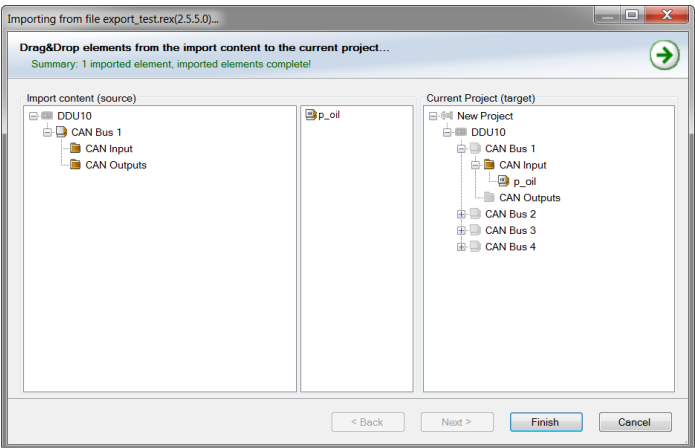 Importing from file export_test.rex(2.5.5.0)...
Drag&Drop elements from the import content to the current project...
Summary: 1 imported element, imported elements complete!
Import content (source)
DDU10
CAN Bus 1
CAN Input
CAN Outputs
p_oil
Current Project (target)
New Project
DDU10
CAN Bus 1
CAN Input
p_oil
CAN Outputs
CAN Bus 2
CAN Bus 3
CAN Bus 4
< Back
Next >
Finish
Cancel